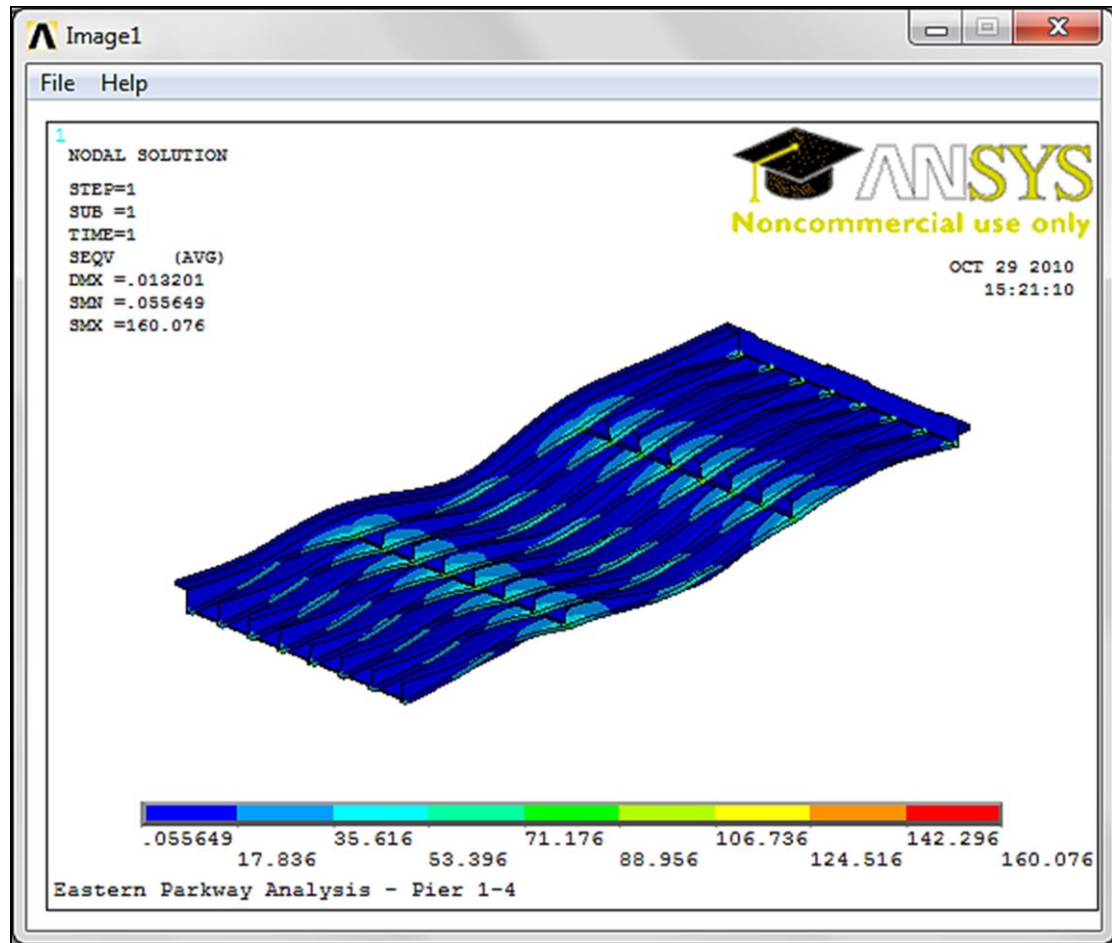 Image1
File Help
1
NODAL SOLUTION
STEP=1
SUB =1
TIME=1
SEQV (AVG)
DMX =.013201
SMN =.055649
SMX =160.076
ANSYS
Noncommercial use only
OCT 29 2010
15:21:10
.055649 35.616 71.176 106.736 142.296
17.836 53.396 88.956 124.516 160.076
Eastern Parkway Analysis - Pier 1-4